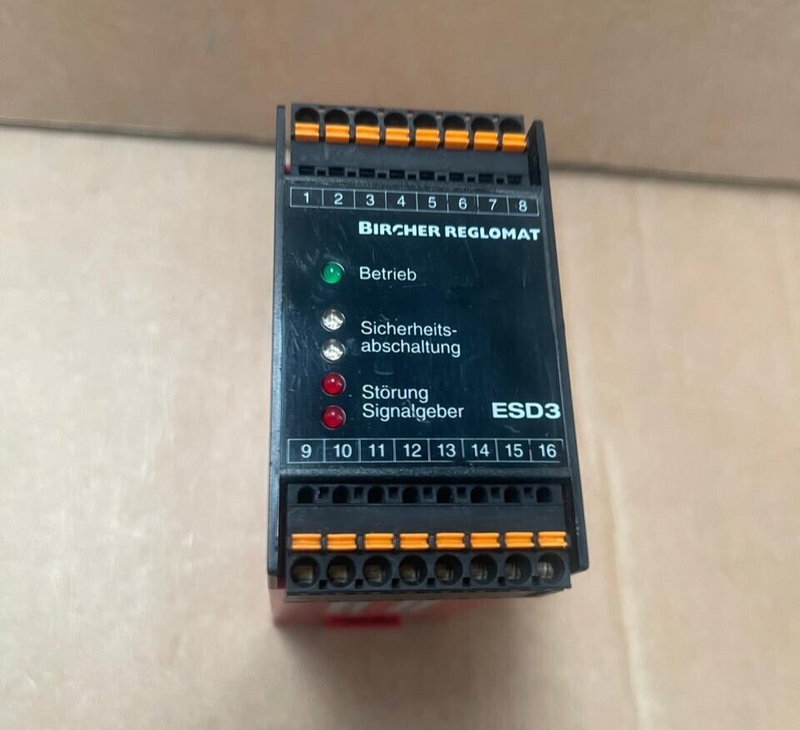 1 2 3 4 5 6 7 8
BIRCHER REGLOMAT
Betrieb
Sicherheits-
abschaltung
Störung
Signalgeber
ESD3
9 10 11 12 13 14 15 16